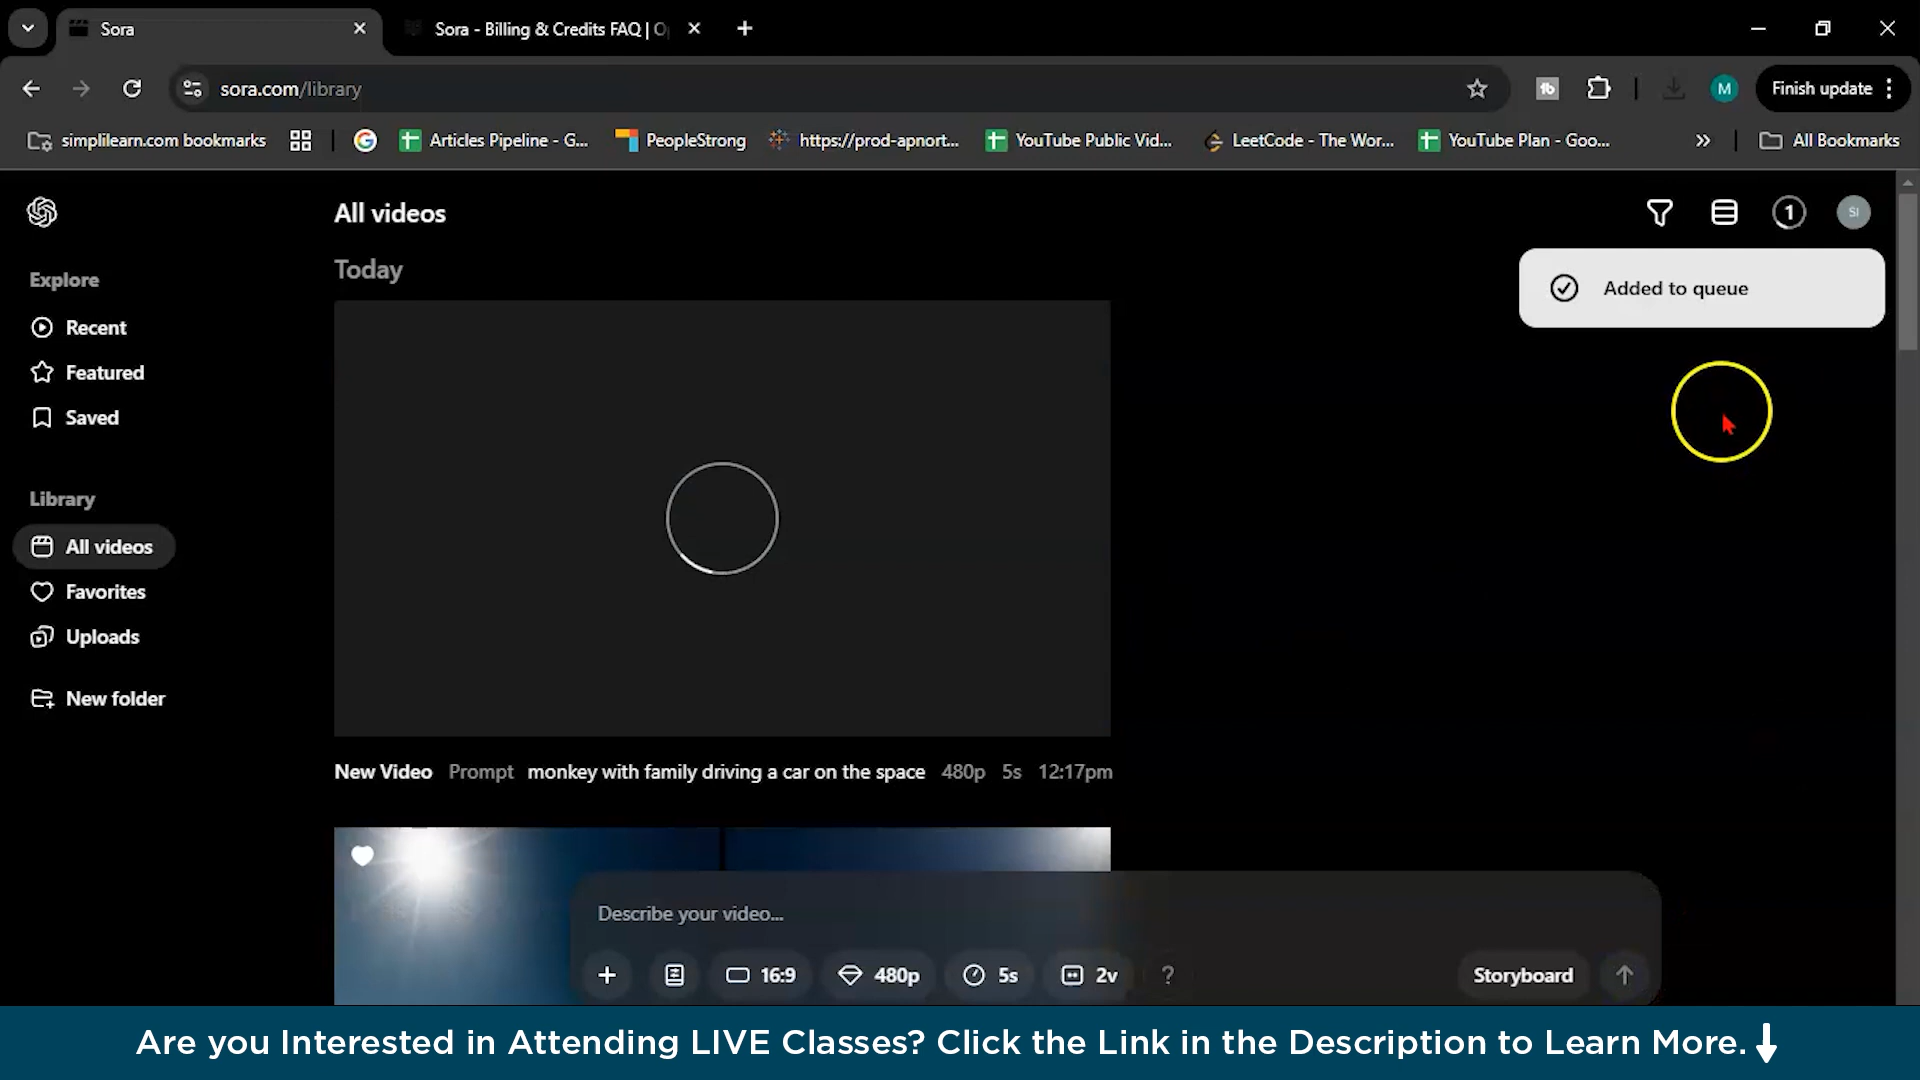 Sora
Sora - Billing & Credits FAQ | O
sora.com/library
M
Finish update
simplilearn.com bookmarks
Articles Pipeline - G...
PeopleStrong
https://prod-apnort...
YouTube Public Vid...
LeetCode - The Wor...
YouTube Plan - Goo...
All Bookmarks
All videos
1
SI
Today
Added to queue
Explore
Recent
Featured
Saved
Library
All videos
Favorites
Uploads
New folder
New Video Prompt monkey with family driving a car on the space 480p 5s 12:17pm
Describe your video...
16:9
480p
5s
2v
?
Storyboard
Are you Interested in Attending LIVE Classes? Click the Link in the Description to Learn More.